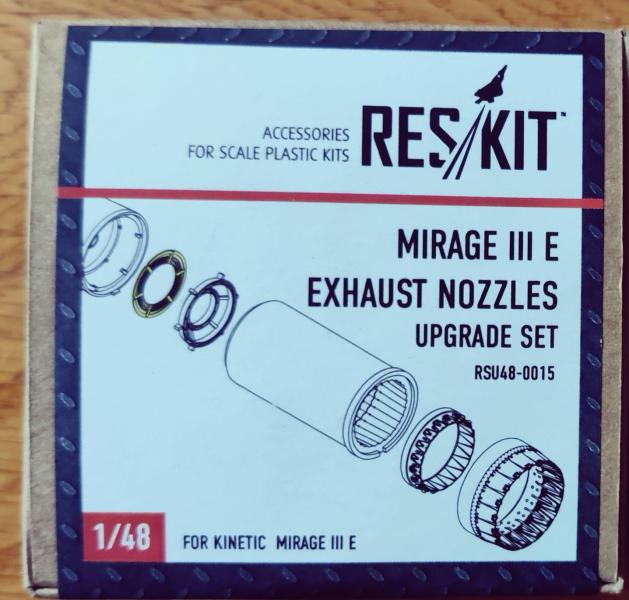 ACCESSORIES
FOR SCALE PLASTIC KITS
RES/KIT™
MIRAGE III E
EXHAUST NOZZLES
UPGRADE SET
RSU48-0015
1/48
FOR KINETIC MIRAGE III E